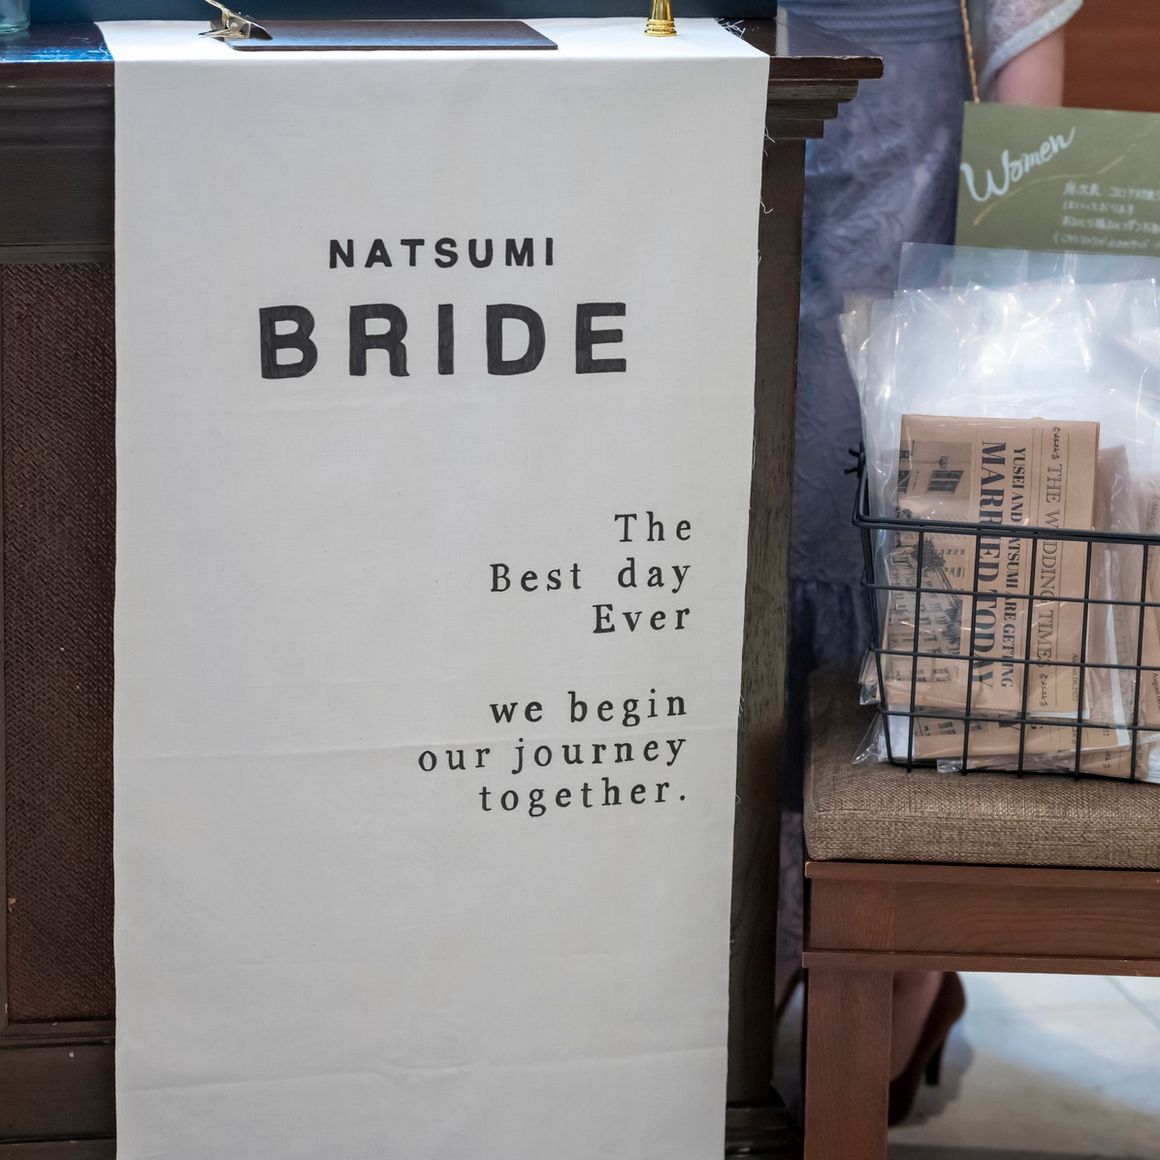 NATSUMI
BRIDE
The
Best day
Ever
we begin
our journey
together.
Women
THE WEDDING TIMES
YUSEI AND NATSUMI ARE GETTING
MARRIED TODAY